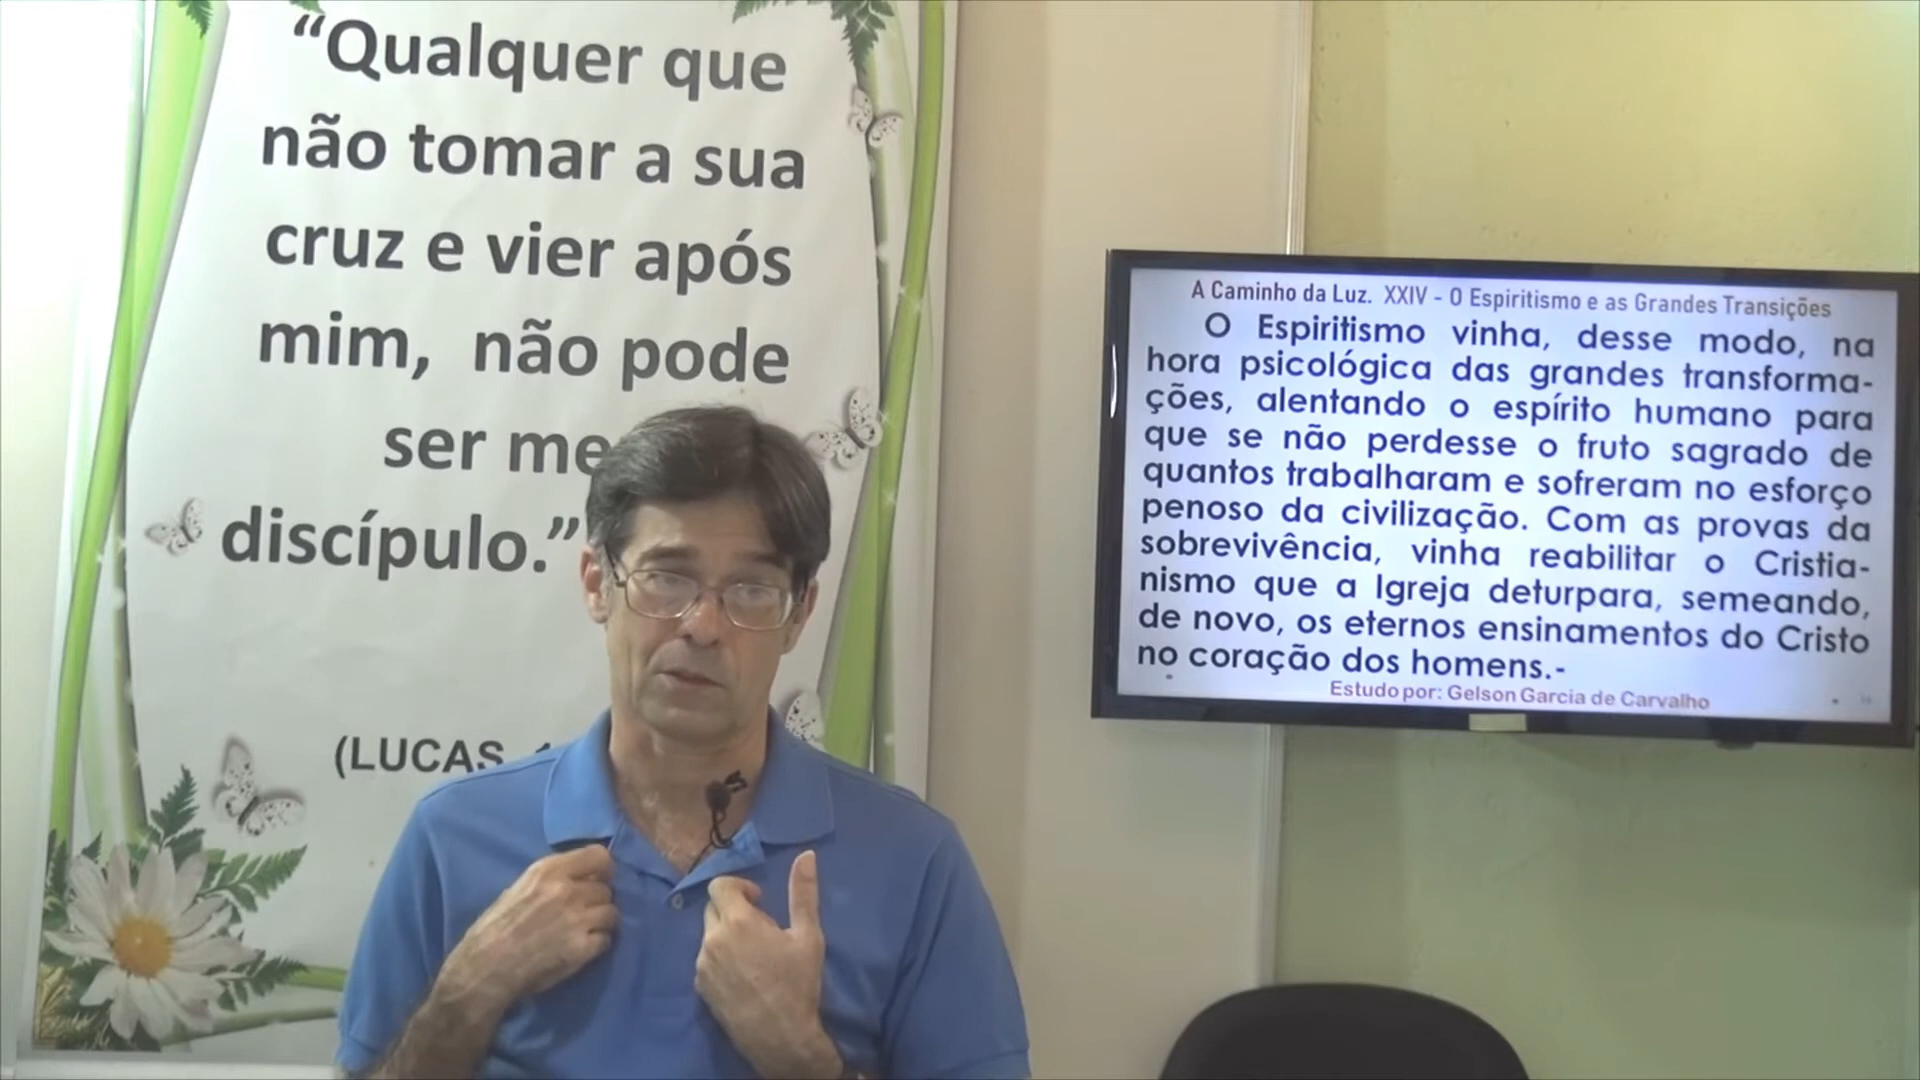 “Qualquer que
não tomar a sua
cruz e vier após
mim, não pode
ser me
discípulo.”
(LUCAS
A Caminho da Luz. XXIV - O Espiritismo e as Grandes Transições
O Espiritismo vinha, desse modo, na
hora psicológica das grandes transforma-
ções, alentando o espírito humano para
que se não perdesse o fruto sagrado de
quantos trabalharam e sofreram no esforço
penoso da civilização. Com as provas da
sobrevivência, vinha reabilitar o Cristia-
nismo que a Igreja deturpara, semeando,
de novo, os eternos ensinamentos do Cristo
no coração dos homens.-
Estudo por: Gelson Garcia de Carvalho